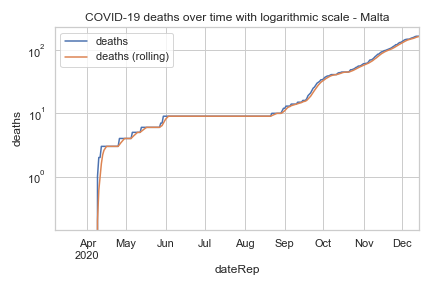 COVID-19 deaths over time with logarithmic scale - Malta
deaths
deaths (rolling)
deaths
10²
10¹
10⁰
Apr May Jun Jul Aug Sep Oct Nov Dec
2020
dateRep